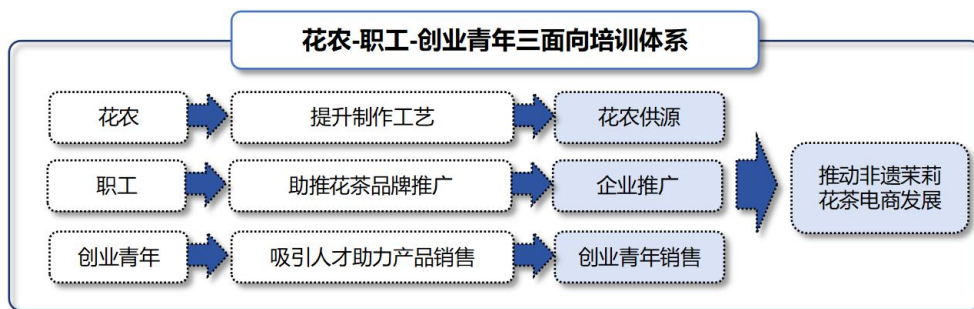 花农-职工-创业青年三面向培训体系
花农
提升制作工艺
花农供源
职工
助推花茶品牌推广
企业推广
创业青年
吸引人才助力产品销售
创业青年销售
推动非遗茉莉
花茶电商发展